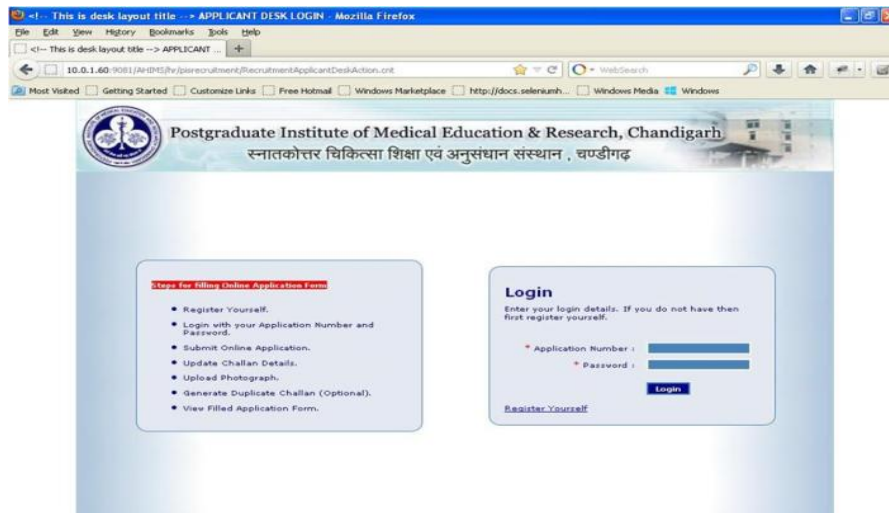 <!-- This is desk layout title --> APPLICANT DESK LOGIN - Mozilla Firefox
File Edit View History Bookmarks Tools Help
<!-- This is desk layout title --> APPLICANT ... +
10.0.1.60:9081/AHIMS/hr/pisrecruitment/RecruitmentApplicantDeskAction.cnt WebSearch
Most Visited Getting Started Customize Links Free Hotmail Windows Marketplace http://docs.seleniumh... Windows Media Windows
Postgraduate Institute of Medical Education & Research, Chandigarh
स्नातकोत्तर चिकित्सा शिक्षा एवं अनुसंधान संस्थान , चण्डीगढ़
Steps for filling Online Application Form
• Register Yourself.
• Login with your Application Number and
Password.
• Submit Online Application.
• Update Challan Details.
• Upload Photograph.
• Generate Duplicate Challan (Optional).
• View Filled Application Form.
Login
Enter your login details. If you do not have then
first register yourself.
* Application Number :
* Password :
Login
Register Yourself